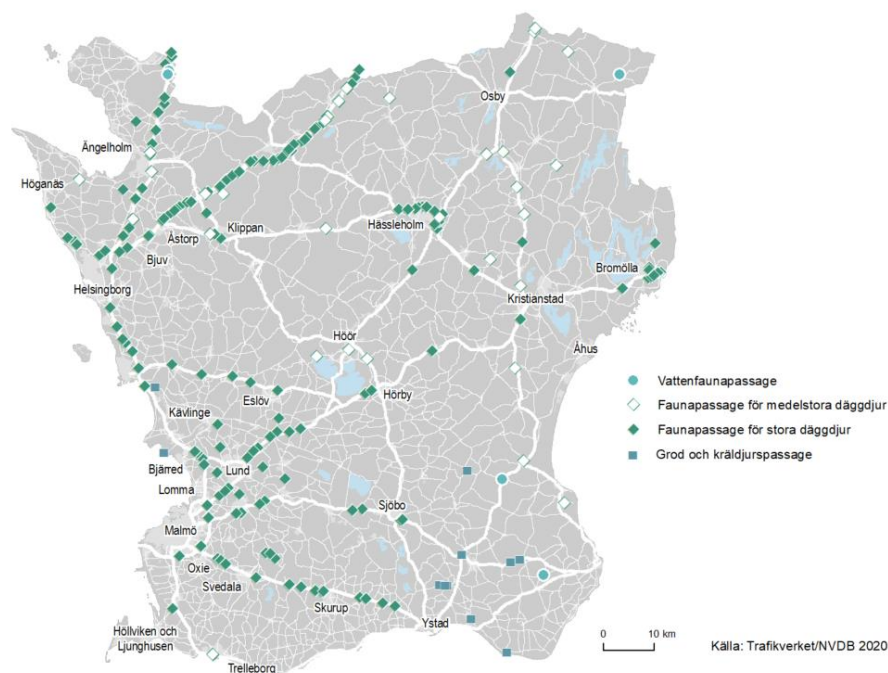 Osby
Ängelholm
Höganäs
Klippan
Hässleholm
Åstorp
Bjuv
Bromölla
Helsingborg
Kristianstad
Höör
Åhus
Vattenfaunapassage
Hörby
Eslöv
Faunapassage för medelstora däggdjur
Kävlinge
Faunapassage för stora däggdjur
Grod och kräldjurspassage
Bjärred
Lund
Lomma
Sjöbo
Malmö
Oxie
Svedala
Skurup
Ystad
Höllviken och
Ljunghusen
0 10 km
Källa: Trafikverket/NVDB 2020
Trelleborg